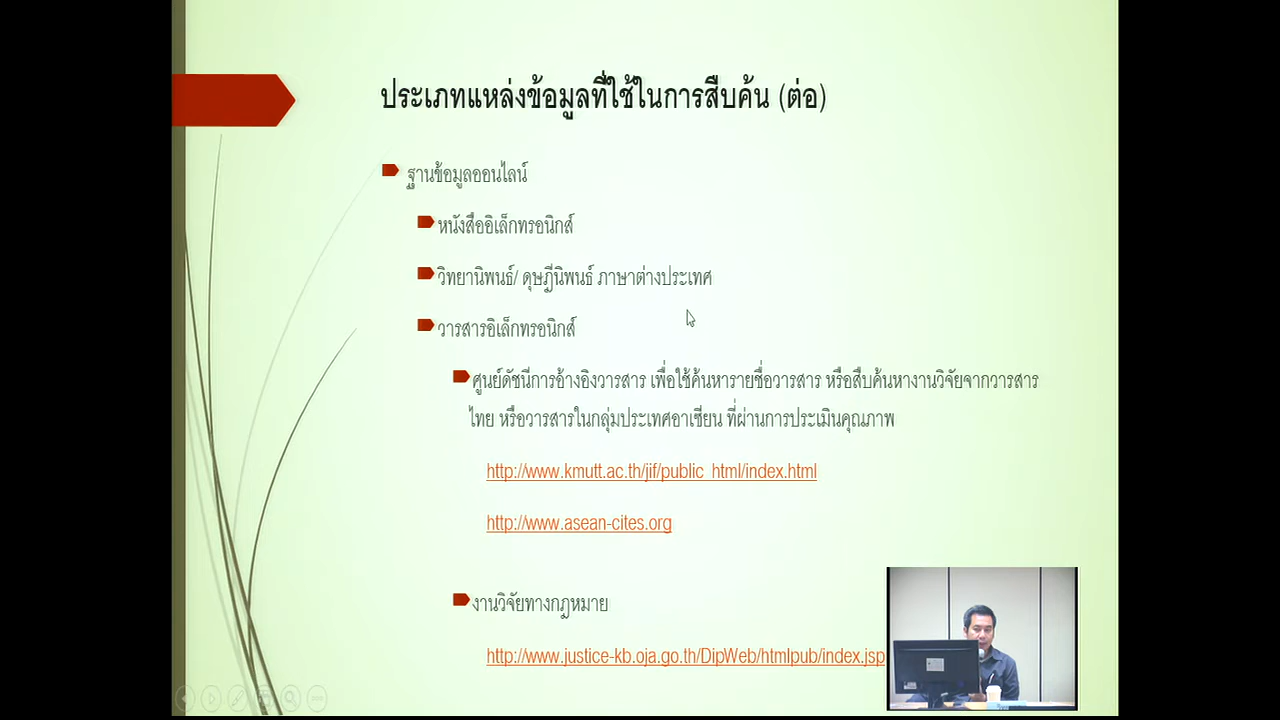 ประเภทแหล่งข้อมูลที่ใช้ในการสืบค้น (ต่อ)
ฐานข้อมูลออนไลน์
หนังสืออิเล็กทรอนิกส์
วิทยานิพนธ์/ ดุษฎีนิพนธ์ ภาษาต่างประเทศ
วารสารอิเล็กทรอนิกส์
ศูนย์ดัชนีการอ้างอิงวารสาร เพื่อใช้ค้นหารายชื่อวารสาร หรือสืบค้นหางานวิจัยจากวารสาร
ไทย หรือวารสารในกลุ่มประเทศอาเซียน ที่ผ่านการประเมินคุณภาพ
http://www.kmutt.ac.th/jif/public_html/index.html
http://www.asean-cites.org
งานวิจัยทางกฎหมาย
http://www.justice-kb.oja.go.th/DipWeb/htmlpub/index.jsp